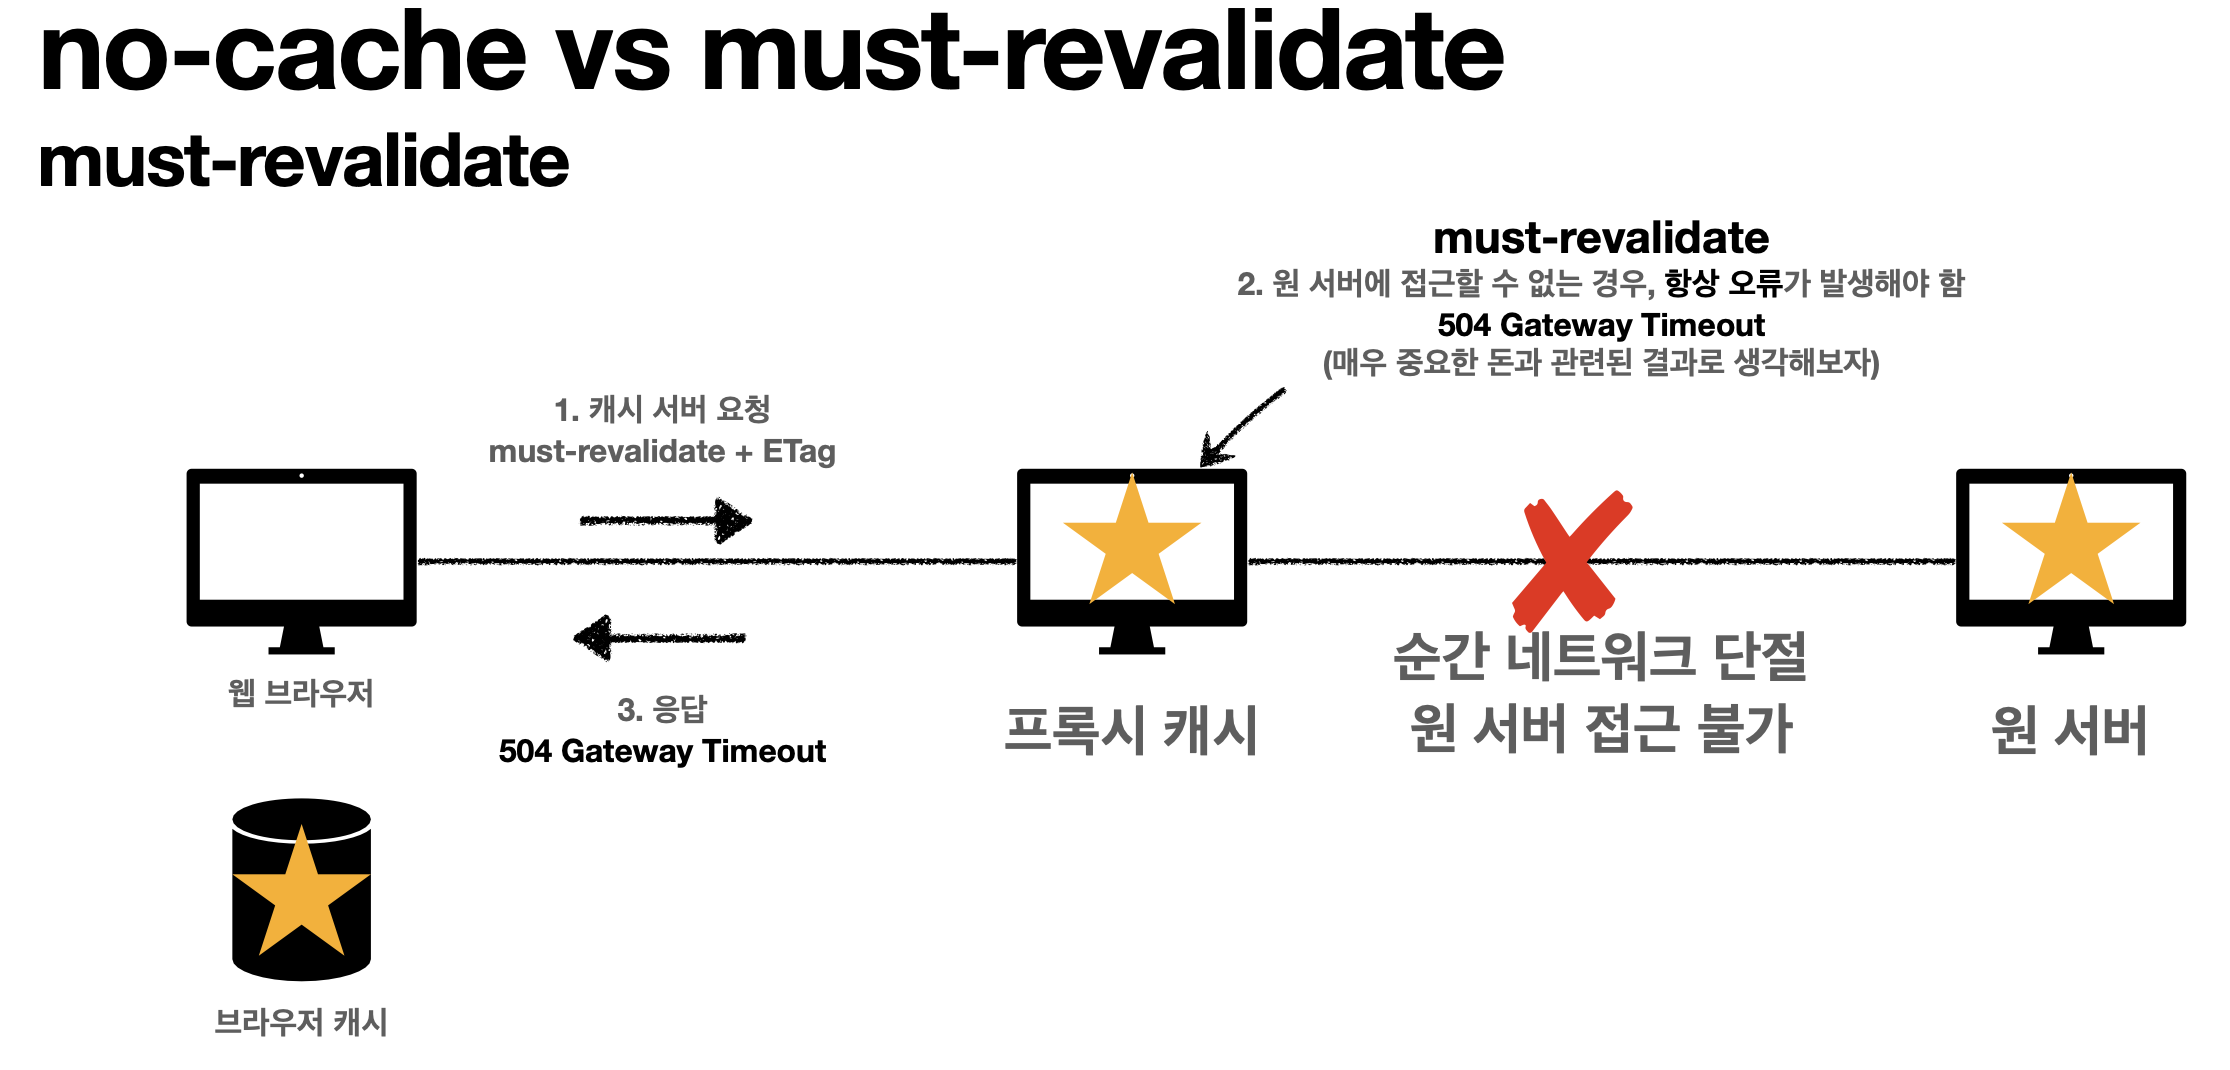 no-cache vs must-revalidate
must-revalidate
must-revalidate
2. 원 서버에 접근할 수 없는 경우, 항상 오류가 발생해야 함
504 Gateway Timeout
(매우 중요한 돈과 관련된 결과로 생각해보자)
1. 캐시 서버 요청
must-revalidate + ETag
웹 브라우저
3. 응답
504 Gateway Timeout
프록시 캐시
순간 네트워크 단절
원 서버 접근 불가
원 서버
브라우저 캐시